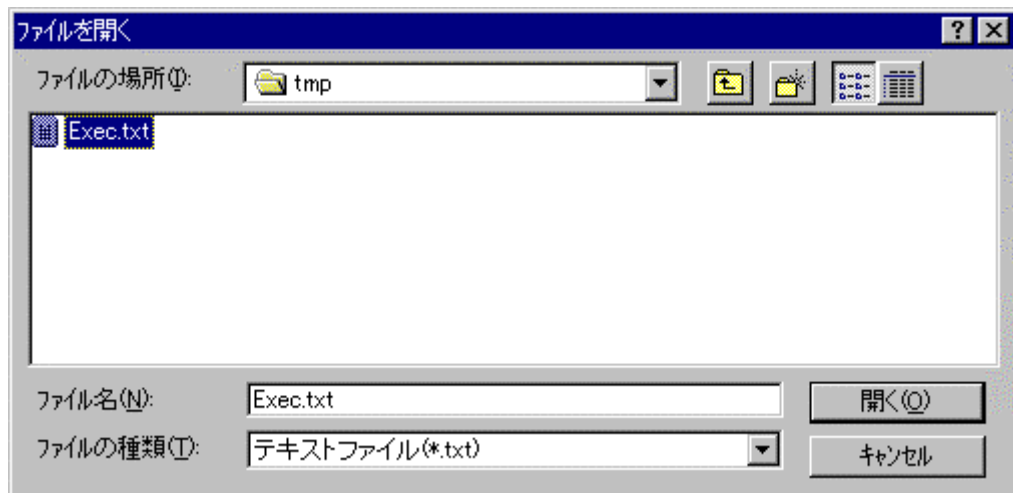 ファイルを開く
ファイルの場所(I):
tmp
Exec.txt
ファイル名(N):
Exec.txt
開く(O)
ファイルの種類(T):
テキストファイル(*.txt)
キャンセル